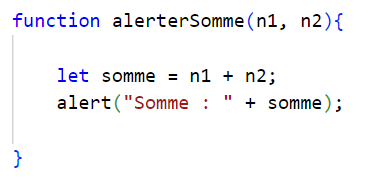 function alerterSomme(n1, n2){
let somme = n1 + n2;
alert("Somme : " + somme);
}